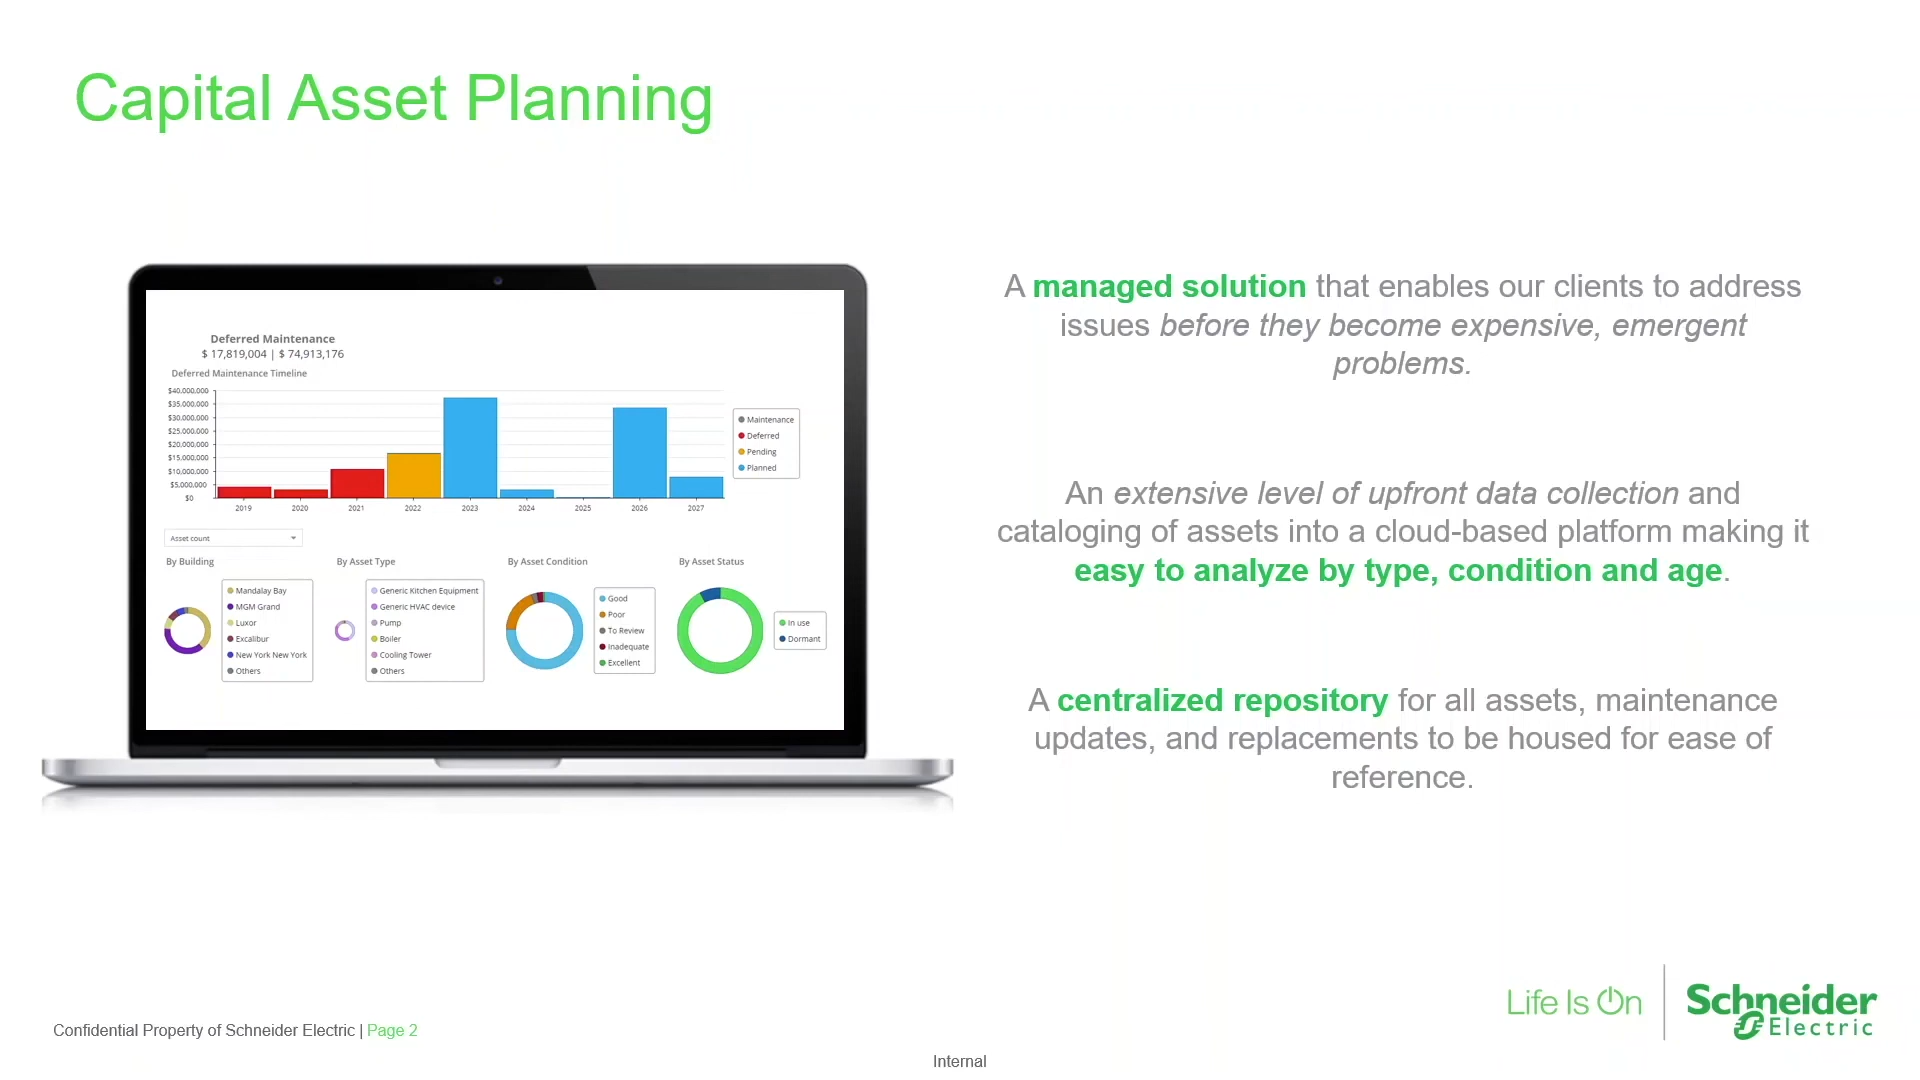 Capital Asset Planning
Deferred Maintenance
$ 17,819,004 | $ 74,913,176
Deferred Maintenance Timeline
$40.000.000
$35.000.000
$30.000.000
$25.000.000
$20.000.000
$15.000.000
$10.000.000
$5.000.000
$0
2019 2020 2021 2022 2023 2024 2025 2026 2027
Maintenance
Deferred
Pending
Planned
Asset count
By Building
Mandalay Bay
MGM Grand
Luxor
Excalibur
New York New York
Others
By Asset Type
Generic Kitchen Equipment
Generic HVAC device
Pump
Boiler
Cooling Tower
Others
By Asset Condition
Good
Poor
To Review
Inadequate
Excellent
By Asset Status
In use
Dormant
A managed solution that enables our clients to address
issues before they become expensive, emergent
problems.
An extensive level of upfront data collection and
cataloging of assets into a cloud-based platform making it
easy to analyze by type, condition and age.
A centralized repository for all assets, maintenance
updates, and replacements to be housed for ease of
reference.
Life Is On
Schneider
Electric
Confidential Property of Schneider Electric | Page 2
Internal